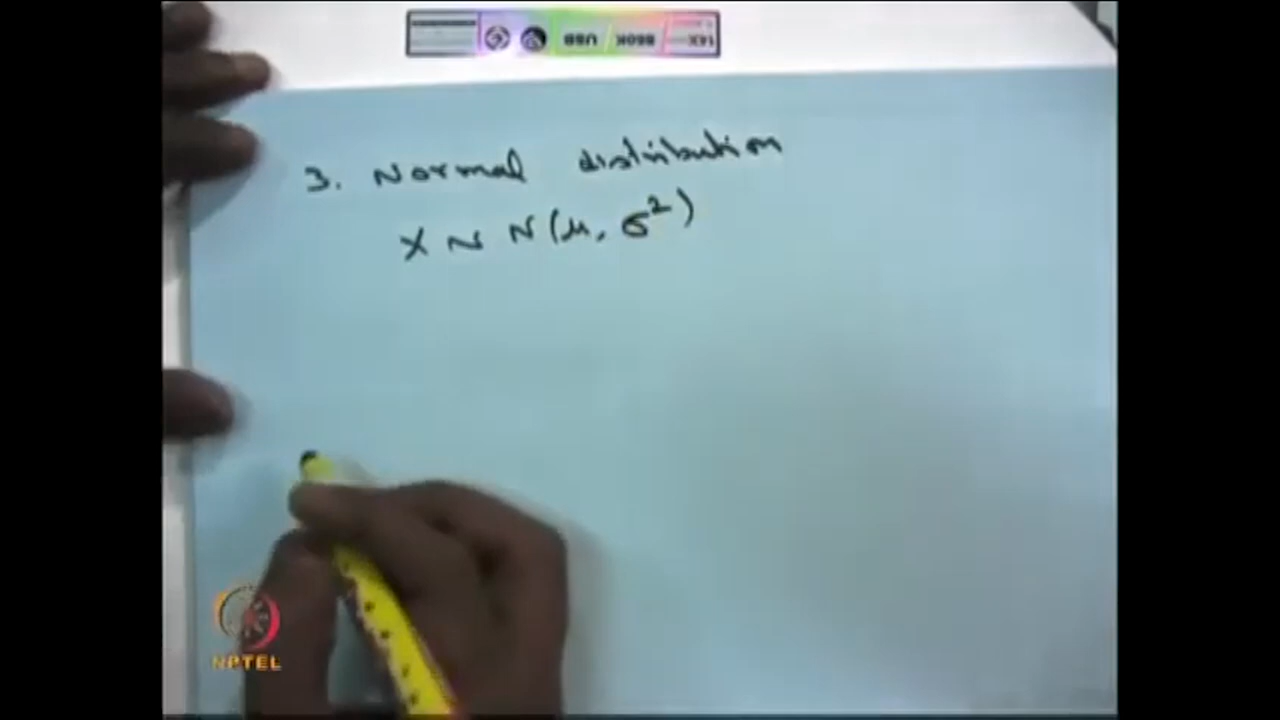 3. Normal distribution
X ~ N(μ, σ²)
NPTEL